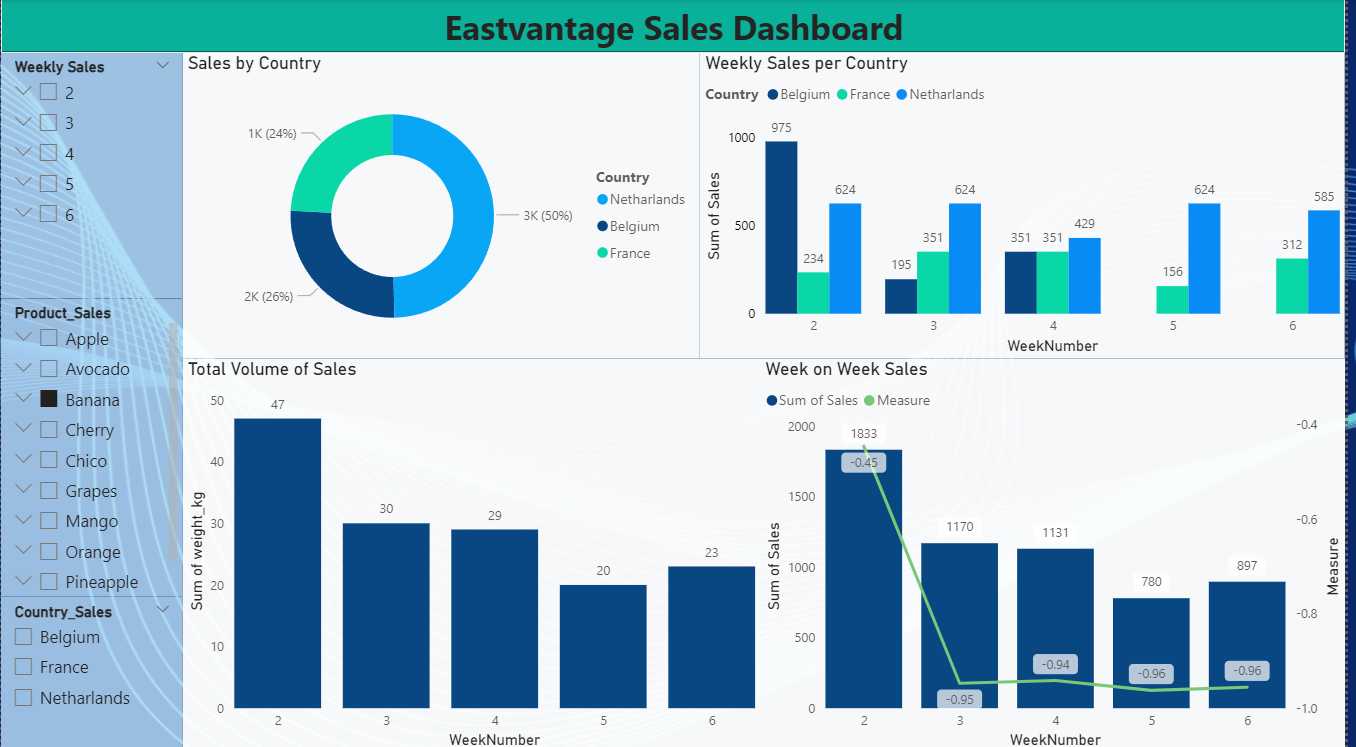 Eastvantage Sales Dashboard
Weekly Sales
2
3
4
5
6
Product_Sales
Apple
Avocado
Banana
Cherry
Chico
Grapes
Mango
Orange
Pineapple
Country_Sales
Belgium
France
Netharlands
Sales by Country
1K (24%)
3K (50%)
2K (26%)
Country
Netharlands
Belgium
France
Weekly Sales per Country
Country Belgium France Netharlands
Sum of Sales
1000
500
0
975 234 624
195 351 624
351 351 429
156 624
312 585
2 3 4 5 6
WeekNumber
Total Volume of Sales
Sum of weight_kg
50
40
30
20
10
0
47 30 29 20 23
2 3 4 5 6
WeekNumber
Week on Week Sales
Sum of Sales Measure
Sum of Sales
2000
1500
1000
500
0
1833 1170 1131 780 897
-0.45 -0.95 -0.94 -0.96 -0.96
-0.4
-0.6
-0.8
-1.0
Measure
2 3 4 5 6
WeekNumber